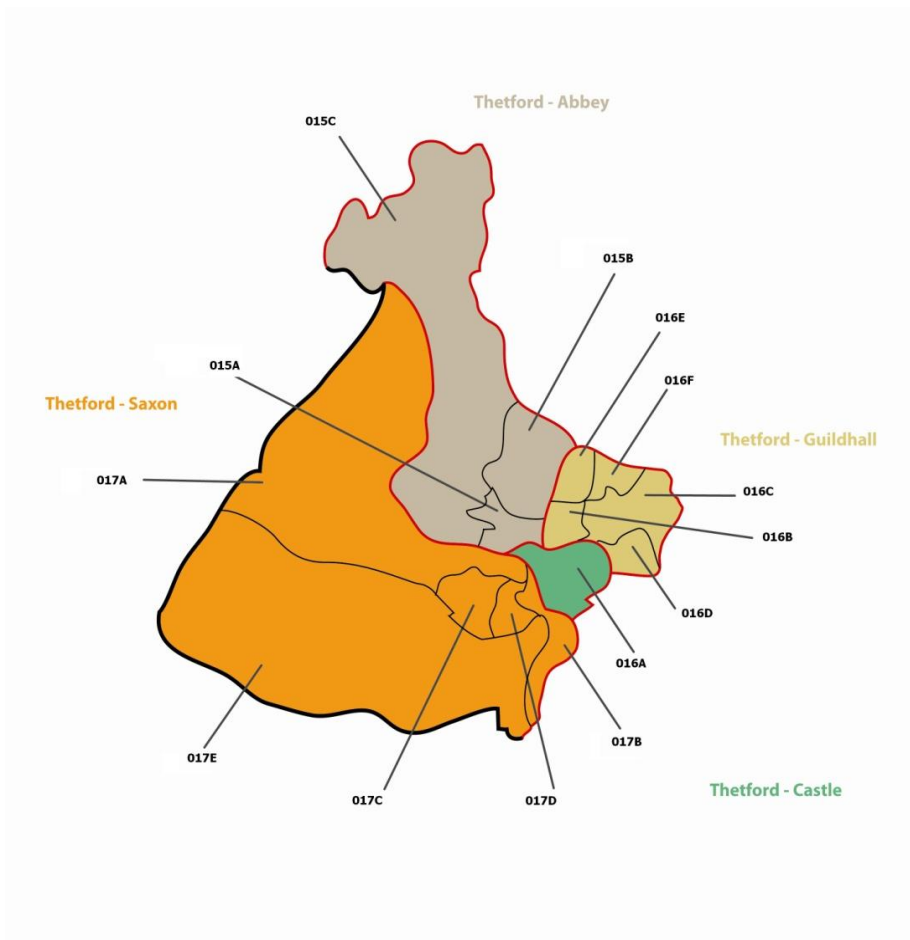 Thetford - Abbey
015C
015B
016E
015A
016F
Thetford - Saxon
Thetford - Guildhall
017A
016C
016B
016D
016A
017B
017E
Thetford - Castle
017C
017D